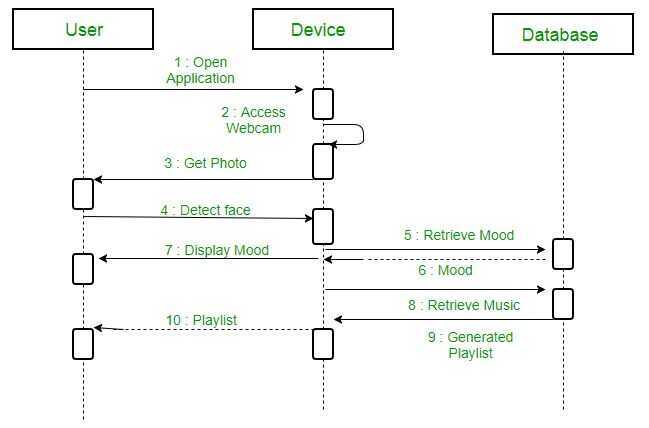 User
Device
Database
1 : Open
Application
2 : Access
Webcam
3 : Get Photo
4 : Detect face
5 : Retrieve Mood
7 : Display Mood
6 : Mood
8 : Retrieve Music
10 : Playlist
9 : Generated
Playlist